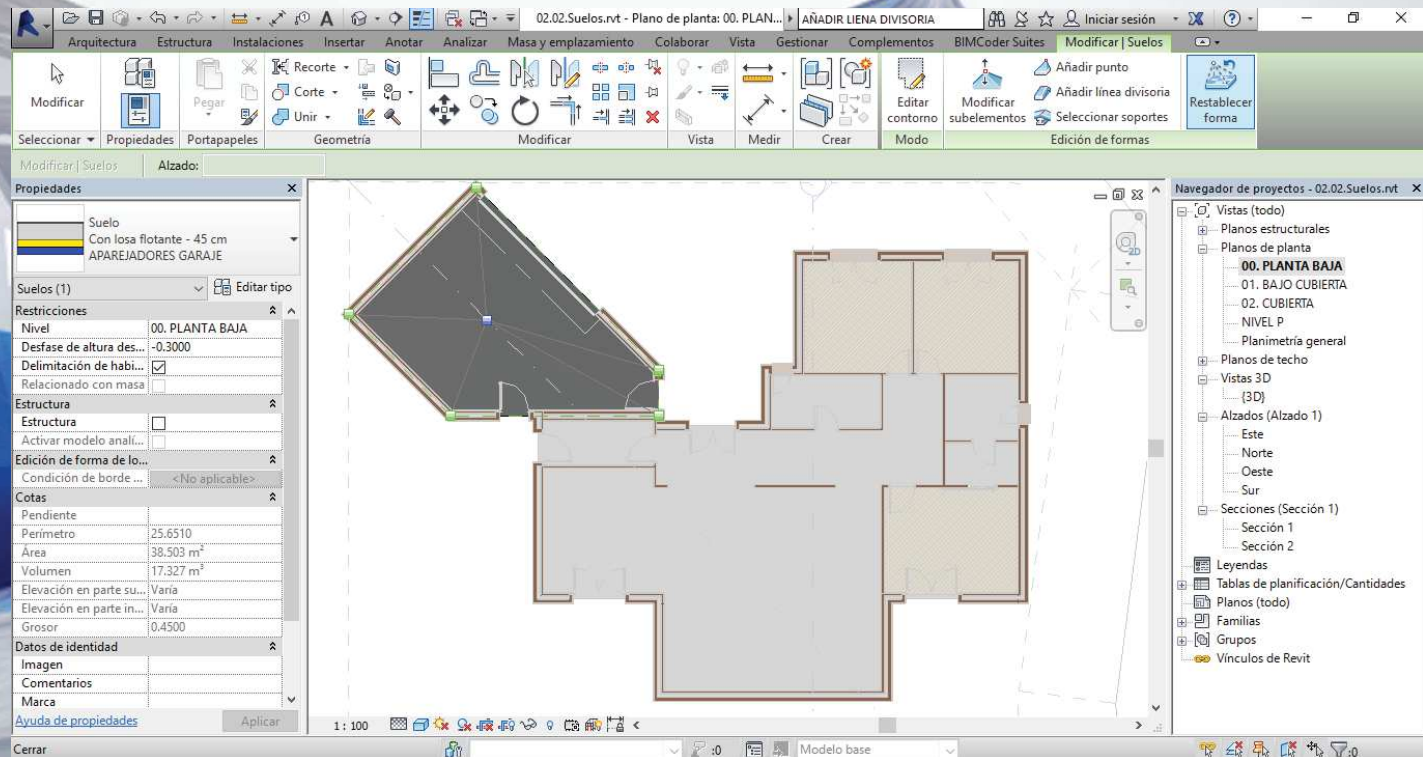 02.02.Suelos.rvt - Plano de planta: 00. PLAN... AÑADIR LIENA DIVISORIA Iniciar sesión
Arquitectura Estructura Instalaciones Insertar Anotar Analizar Masa y emplazamiento Colaborar Vista Gestionar Complementos BIMCoder Suites Modificar | Suelos
Modificar
Pegar
Recorte
Corte
Unir
Editar contorno
Modificar subelementos
Añadir punto
Añadir línea divisoria
Seleccionar soportes
Restablecer forma
Seleccionar Propiedades Portapapeles Geometría Modificar Vista Medir Crear Modo Edición de formas
Modificar | Suelos Alzado:
Propiedades
Suelo
Con losa flotante - 45 cm
APAREJADORES GARAJE
Suelos (1) Editar tipo
Restricciones
Nivel 00. PLANTA BAJA
Desfase de altura des... -0.3000
Delimitación de habi...
Relacionado con masa
Estructura
Estructura
Activar modelo analí...
Edición de forma de lo...
Condición de borde ... <No aplicable>
Cotas
Pendiente
Perímetro 25.6510
Área 38.503 m²
Volumen 17.327 m³
Elevación en parte su... Varía
Elevación en parte in... Varía
Grosor 0.4500
Datos de identidad
Imagen
Comentarios
Marca
Ayuda de propiedades Aplicar
2D
1 : 100
Navegador de proyectos - 02.02.Suelos.rvt
Vistas (todo)
Planos estructurales
Planos de planta
00. PLANTA BAJA
01. BAJO CUBIERTA
02. CUBIERTA
NIVEL P
Planimetría general
Planos de techo
Vistas 3D
{3D}
Alzados (Alzado 1)
Este
Norte
Oeste
Sur
Secciones (Sección 1)
Sección 1
Sección 2
Leyendas
Tablas de planificación/Cantidades
Planos (todo)
Familias
Grupos
Vínculos de Revit
Cerrar :0 Modelo base :0